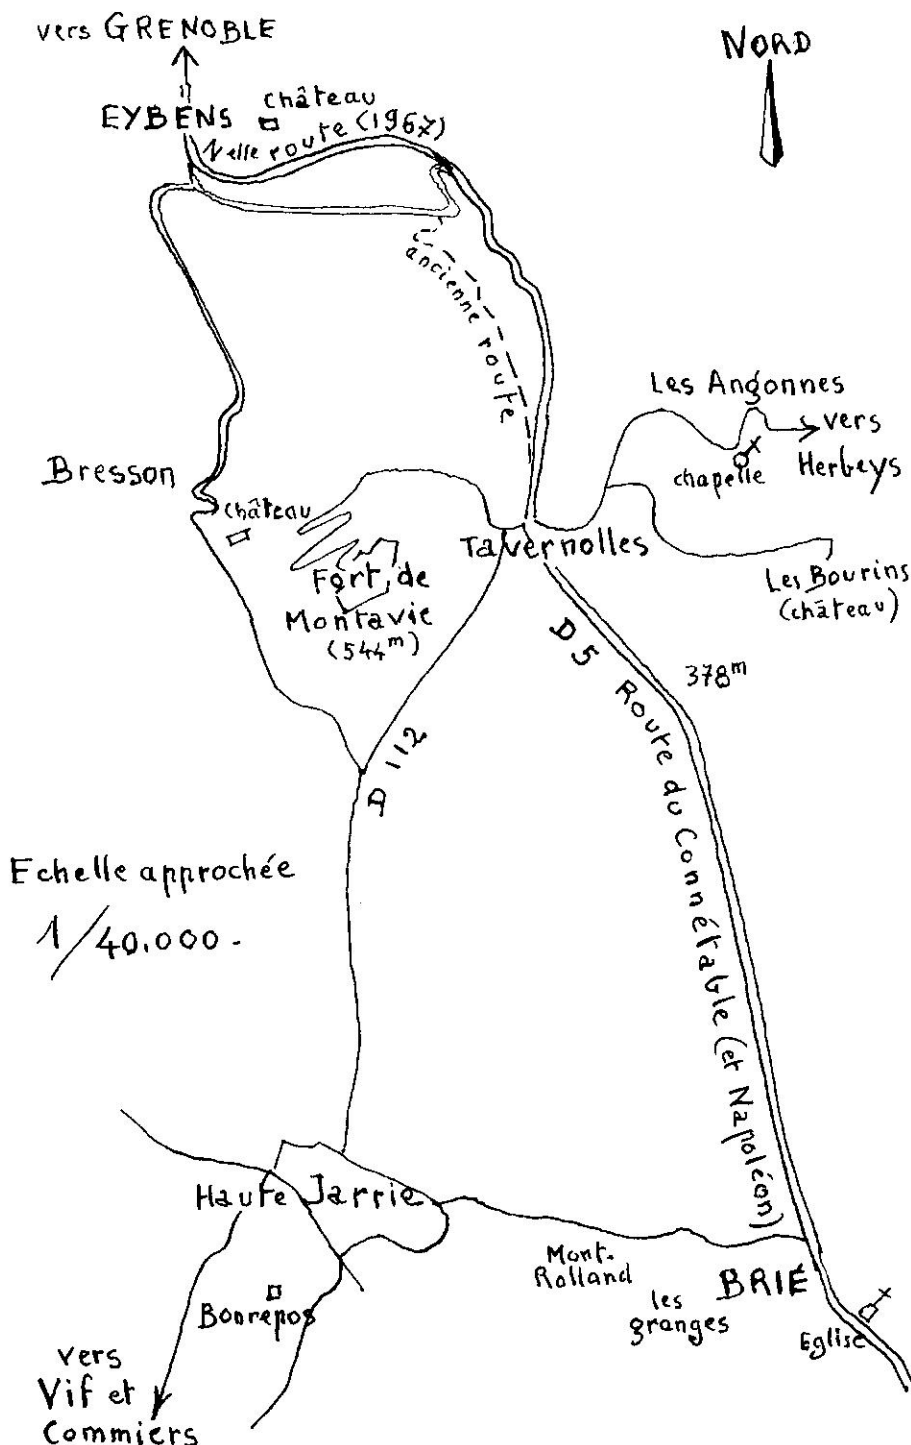 vers GRENOBLE
NORD
EYBENS
château
Nelle route (1967)
ancienne route
Les Angonnes
vers
Herbeys
chapelle
Bresson
château
Tavernolles
Fort de
Montavie
(544m)
Les Bourins
(château)
D5 Route du Connétable (et Napoléon)
378m
D 112
Echelle approchée
1/40.000.
Haute Jarrie
Mont-
Rolland
les
granges
BRIÉ
Eglise
Bonrepos
vers
Vif et
Commiers